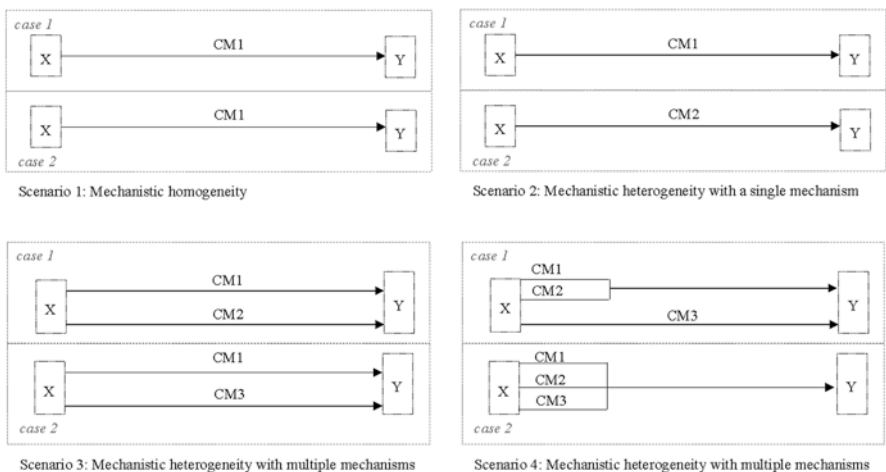 case 1
X
CM1
Y
X
CM1
Y
case 2
Scenario 1: Mechanistic homogeneity
case 1
X
CM1
Y
X
CM2
Y
case 2
Scenario 2: Mechanistic heterogeneity with a single mechanism
case 1
X
CM1
CM2
Y
X
CM1
CM3
Y
case 2
Scenario 3: Mechanistic heterogeneity with multiple mechanisms
case 1
X
CM1
CM2
CM3
Y
X
CM1
CM2
CM3
Y
case 2
Scenario 4: Mechanistic heterogeneity with multiple mechanisms